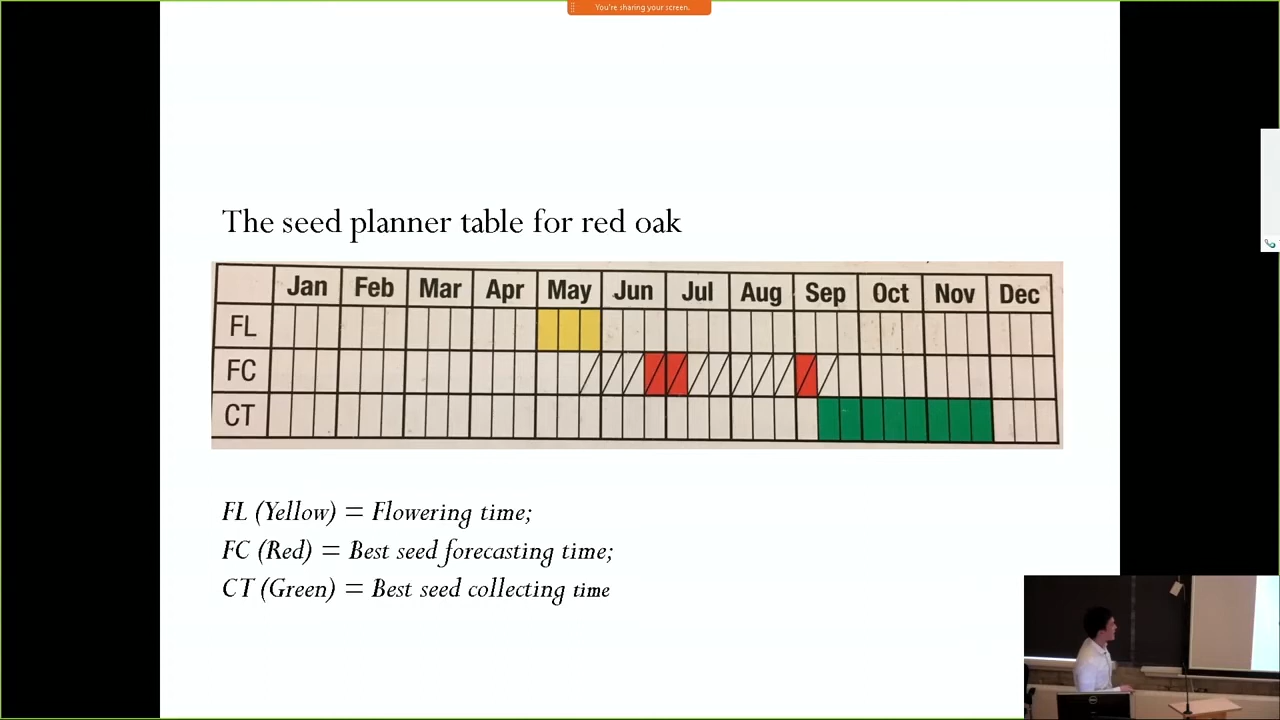 You're sharing your screen.
The seed planner table for red oak
Jan Feb Mar Apr May Jun Jul Aug Sep Oct Nov Dec
FL
FC
CT
FL (Yellow) = Flowering time;
FC (Red) = Best seed forecasting time;
CT (Green) = Best seed collecting time